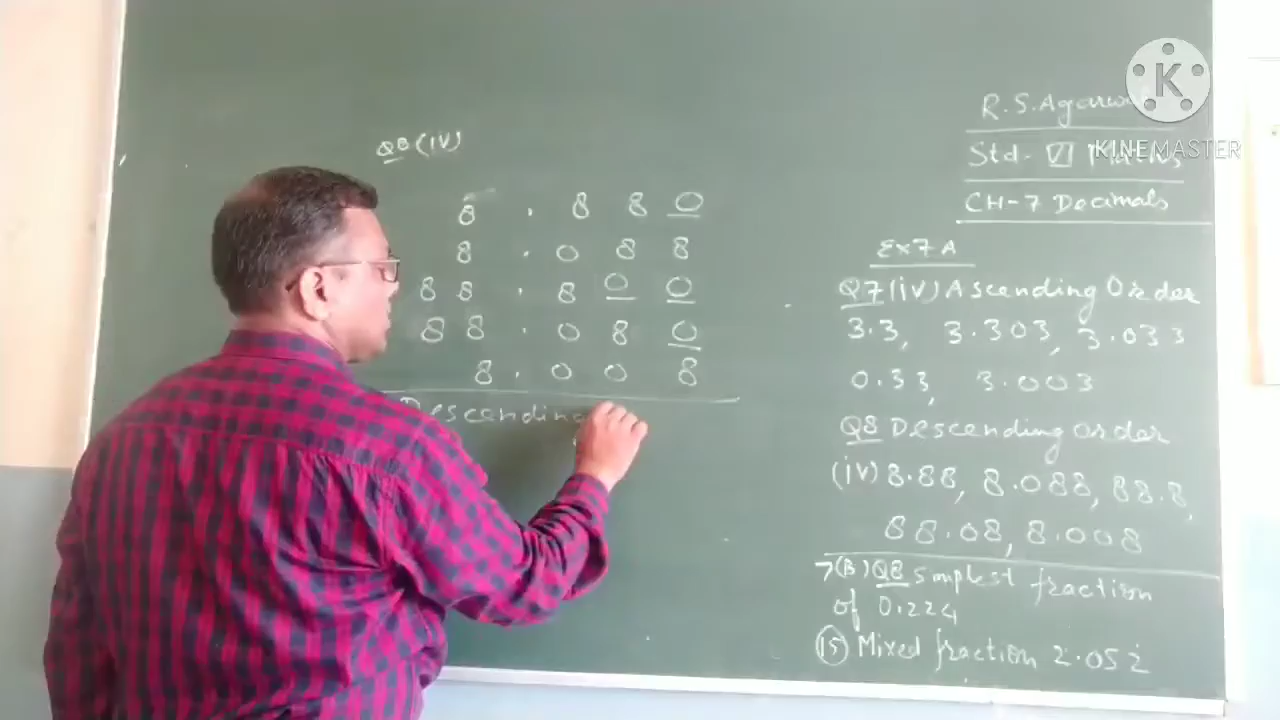 Q8 (iv)
8 . 8 8 0
8 . 0 8 8
8 8 . 8 0 0
8 8 . 0 8 0
8 . 0 0 8
Descending
K
KINEMASTER
R.S.Agarwal
Std- VI Maths
CH-7 Decimals
Ex 7 A
Q7 (iv) Ascending Order
3.3, 3.303, 3.033
0.33, 3.003
Q8 Descending Order
(iv) 8.88, 8.088, 88.8,
88.08, 8.008
7(B) Q8 Simplest fraction
of 0.224
(15) Mixed fraction 2.052